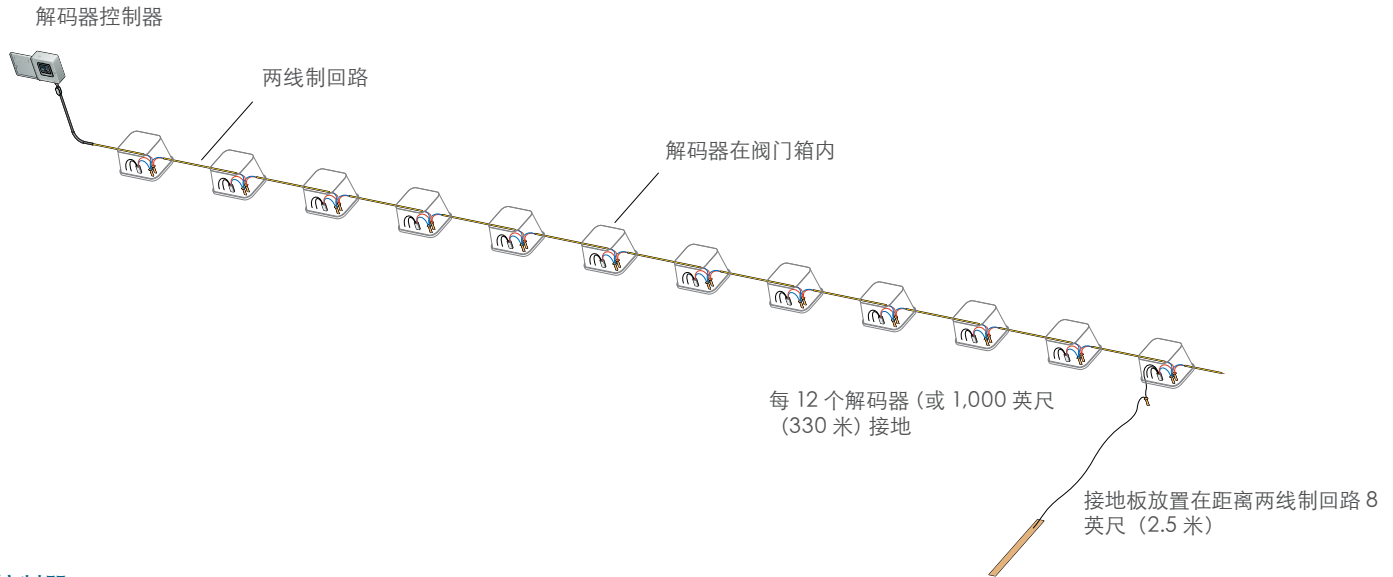 解码器控制器
两线制回路
解码器在阀门箱内
每 12 个解码器 (或 1,000 英尺
(330 米) 接地
接地板放置在距离两线制回路 8
英尺 (2.5 米)